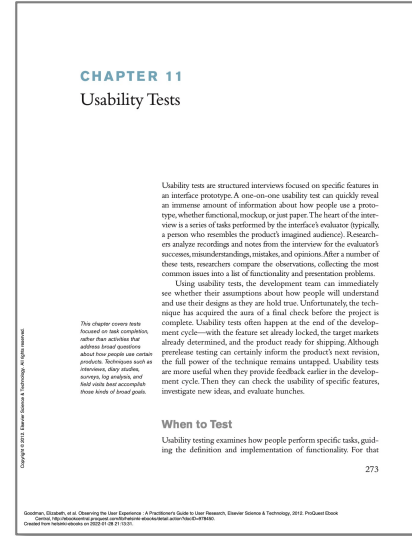 CHAPTER 11
Usability Tests
Usability tests are structured interviews focused on specific features in
an interface prototype. A one-on-one usability test can quickly reveal
an immense amount of information about how people use a proto-
type, whether functional, mockup, or just paper. The heart of the inter-
view is a series of tasks performed by the interface's evaluator (typically,
a person who resembles the product's imagined audience). Research-
ers analyze recordings and notes from the interview for the evaluator's
successes, misunderstandings, mistakes, and opinions. After a number of
these tests, researchers compare the observations, collecting the most
common issues into a list of functionality and presentation problems.
Using usability tests, the development team can immediately
see whether their assumptions about how people will understand
and use their designs as they are hold true. Unfortunately, the tech-
nique has acquired the aura of a final check before the project is
complete. Usability tests often happen at the end of the develop-
ment cycle—with the feature set already locked, the target markets
already determined, and the product ready for shipping. Although
prerelease testing can certainly inform the product's next revision,
the full power of the technique remains untapped. Usability tests
are more useful when they provide feedback earlier in the develop-
ment cycle. Then they can check the usability of specific features,
investigate new ideas, and evaluate hunches.
This chapter covers tests
focused on task completion,
rather than activities that
address broad questions
about how people use certain
products. Techniques such as
interviews, diary studies,
surveys, log analysis, and
field visits best accomplish
those kinds of broad goals.
When to Test
Usability testing examines how people perform specific tasks, guid-
ing the definition and implementation of functionality. For that
273
Copyright © 2012. Elsevier Science & Technology. All rights reserved.
Goodman, Elizabeth, et al. Observing the User Experience : A Practitioner's Guide to User Research, Elsevier Science & Technology, 2012. ProQuest Ebook
Central, http://ebookcentral.proquest.com/lib/helsinki-ebooks/detail.action?docID=978450.
Created from helsinki-ebooks on 2022-01-28 21:13:31.